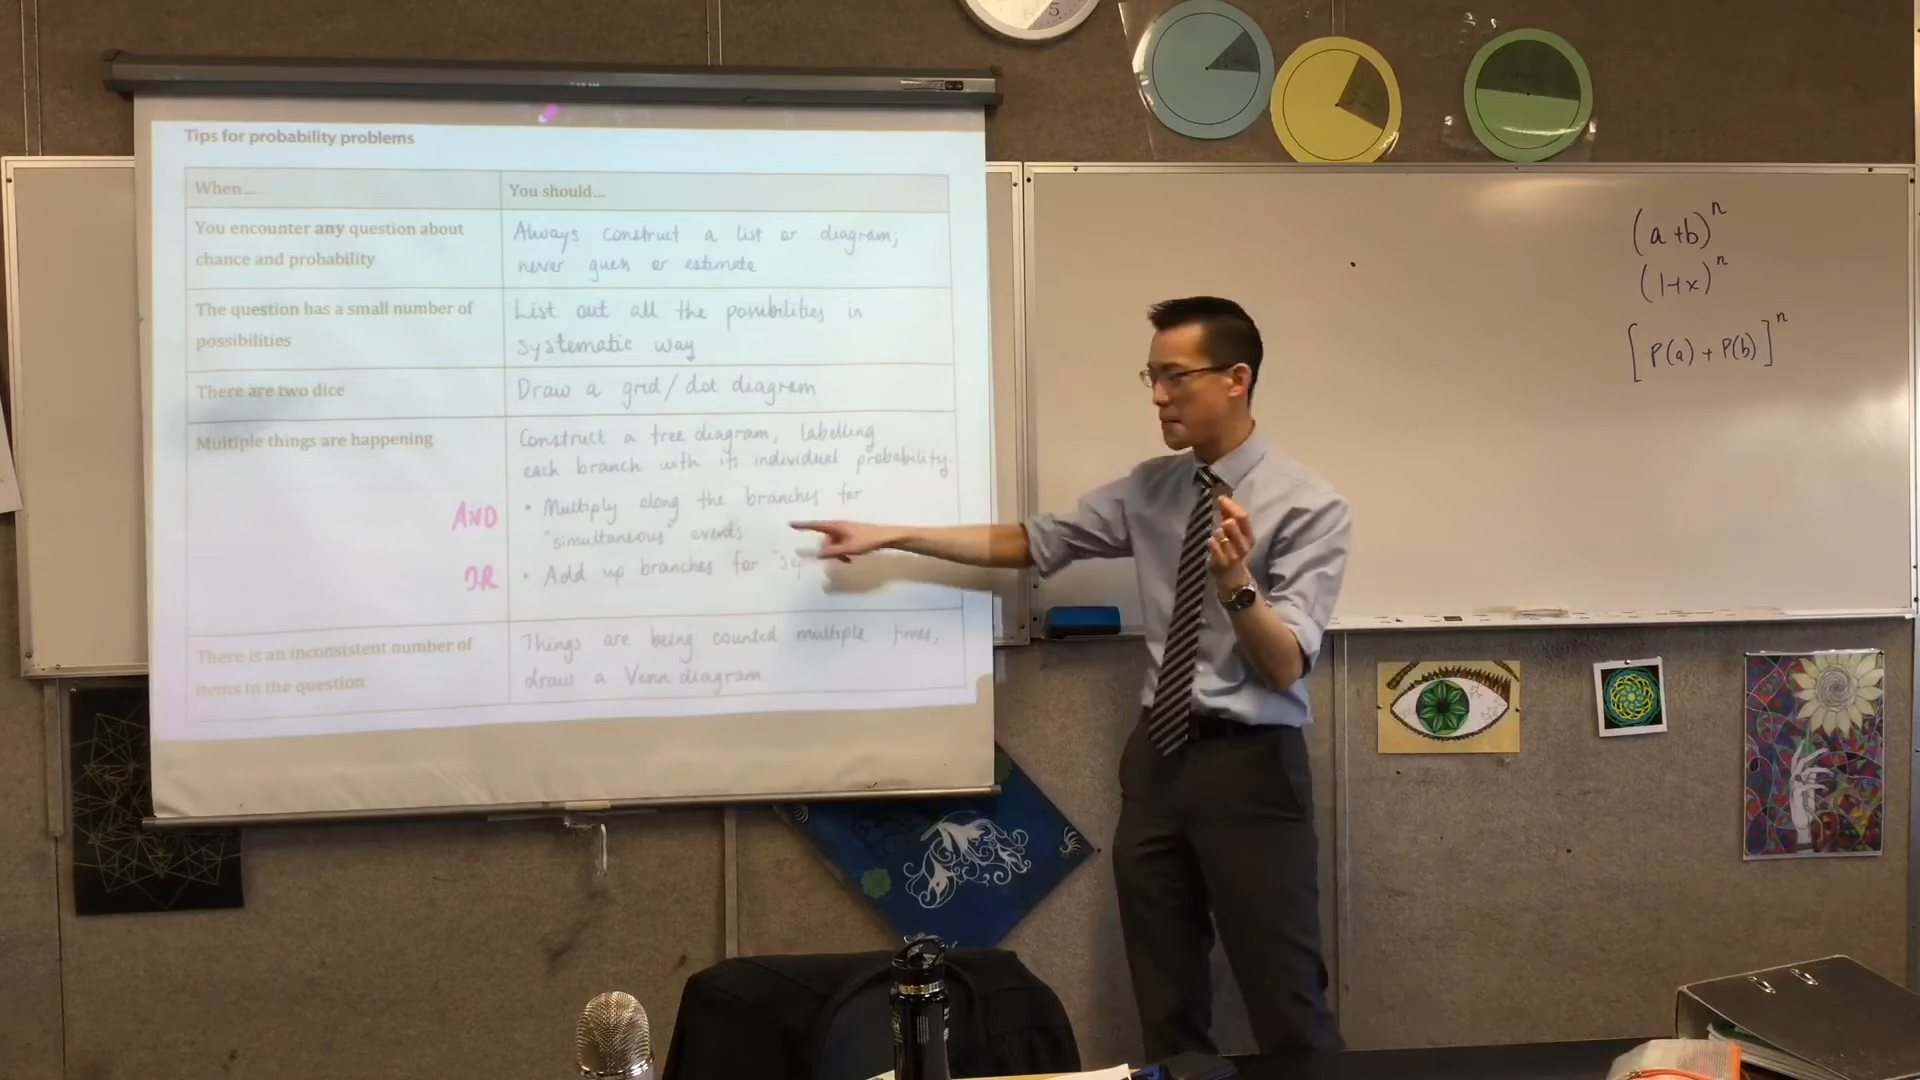 5
Tips for probability problems
When...
You should...
You encounter any question about
chance and probability
Always construct a list or diagram;
never guess or estimate
The question has a small number of
possibilities
List out all the possibilities in
systematic way
There are two dice
Draw a grid/dot diagram
Multiple things are happening
Construct a tree diagram, labelling
each branch with its individual probability.
AND
• Multiply along the branches for
"simultaneous" events
OR
• Add up branches for
There is an inconsistent number of
items in the question
Things are being counted multiple times,
draw a Venn diagram
(a+b)^n
(1+x)^n
[P(a) + P(b)]^n